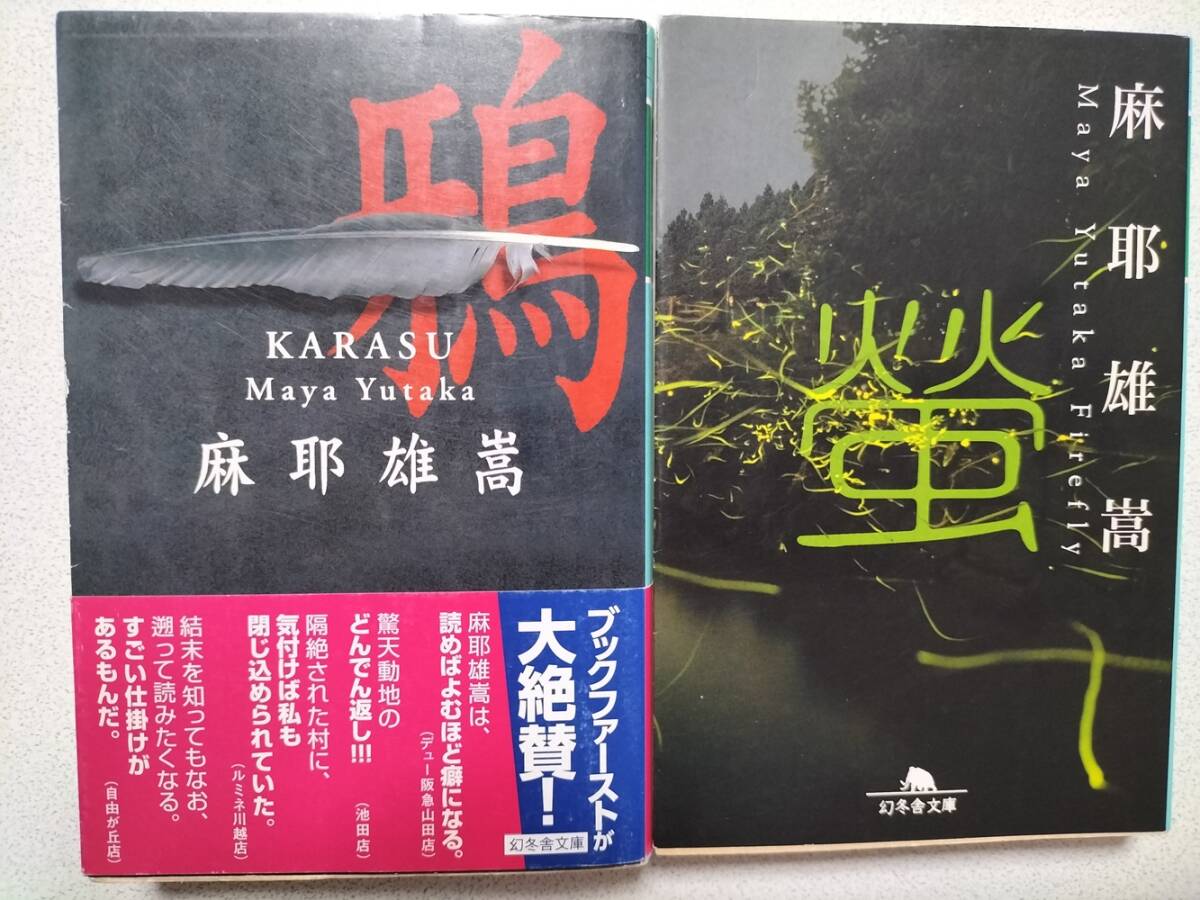 鴉
KARASU
Maya Yutaka
麻耶雄嵩
ブックファーストが
大絶賛!
幻冬舎文庫
麻耶雄嵩は、
読めばよむほど癖になる。
(デュー阪急山田店)
驚天動地の
どんでん返し!!!
(池田店)
隔絶された村に、
気付けば私も
閉じ込められていた。
(ルミネ川越店)
結末を知ってもなお、
遡って読みたくなる。
すごい仕掛けが
あるもんだ。
(自由が丘店)
麻耶雄嵩
Maya Yutaka Firefly
螢
幻冬舎文庫